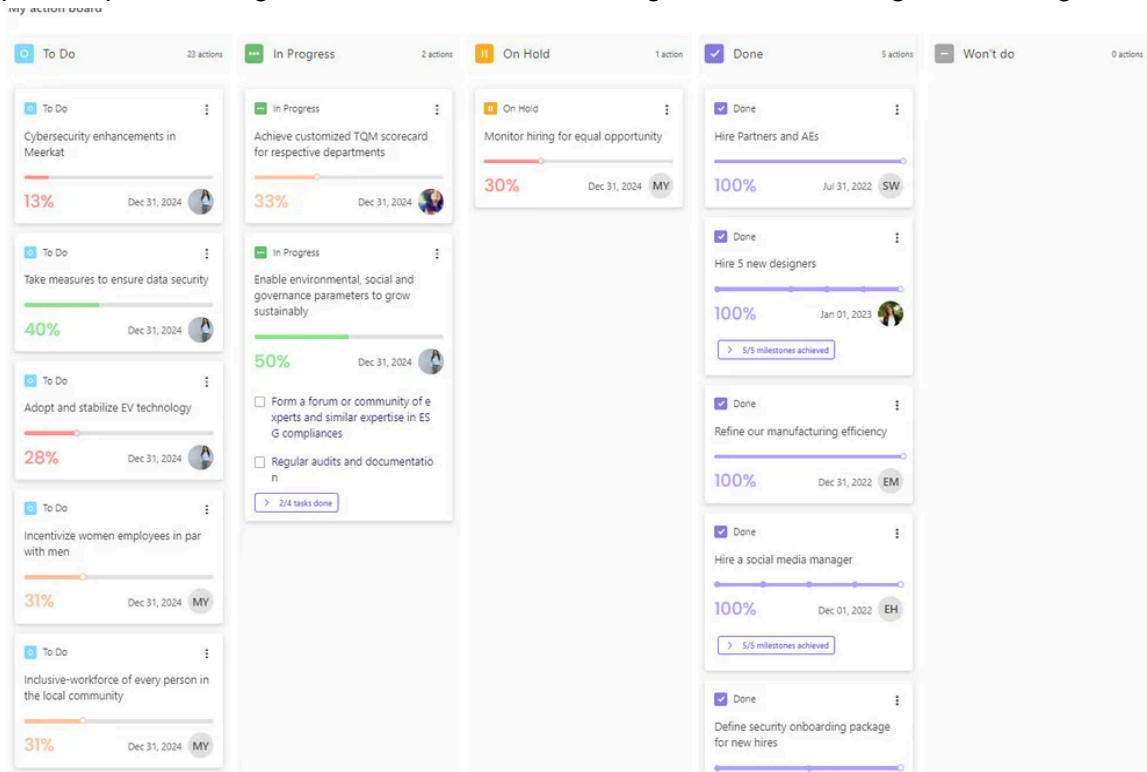 My action board
To Do
23 actions
In Progress
2 actions
On Hold
1 action
Done
5 actions
Won't do
0 actions
To Do
Cybersecurity enhancements in
Meerkat
13%
Dec 31, 2024
To Do
Take measures to ensure data security
40%
Dec 31, 2024
To Do
Adopt and stabilize EV technology
28%
Dec 31, 2024
To Do
Incentivize women employees in par
with men
31%
Dec 31, 2024
MY
To Do
Inclusive-workforce of every person in
the local community
31%
Dec 31, 2024
MY
In Progress
Achieve customized TQM scorecard
for respective departments
33%
Dec 31, 2024
In Progress
Enable environmental, social and
governance parameters to grow
sustainably
50%
Dec 31, 2024
Form a forum or community of e
xperts and similar expertise in ES
G compliances
Regular audits and documentatio
n
> 2/4 tasks done
On Hold
Monitor hiring for equal opportunity
30%
Dec 31, 2024
MY
Done
Hire Partners and AEs
100%
Jul 31, 2022
SW
Done
Hire 5 new designers
100%
Jan 01, 2023
> 5/5 milestones achieved
Done
Refine our manufacturing efficiency
100%
Dec 31, 2022
EM
Done
Hire a social media manager
100%
Dec 01, 2022
EH
> 5/5 milestones achieved
Done
Define security onboarding package
for new hires